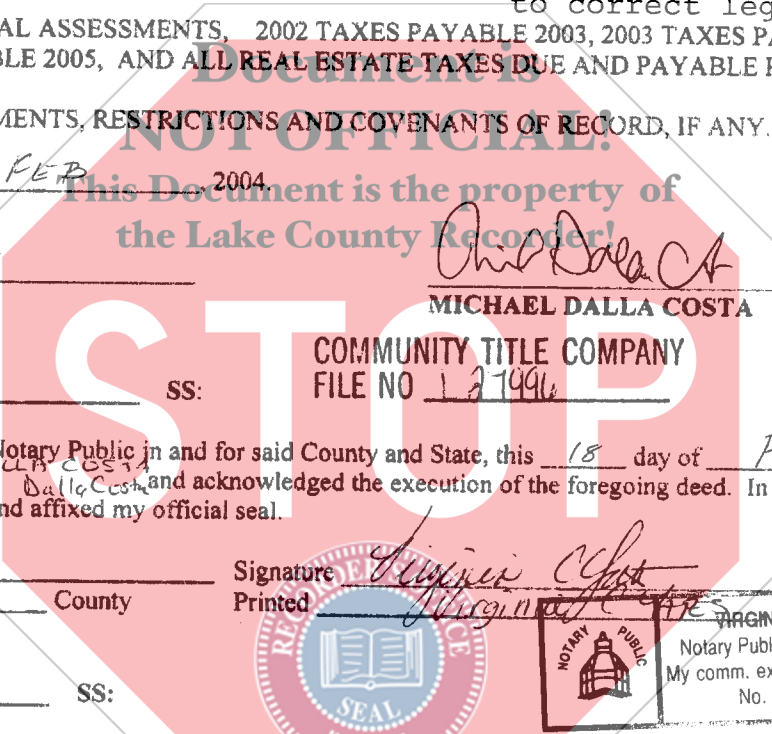 to correct leg
AL ASSESSMENTS, 2002 TAXES PAYABLE 2003, 2003 TAXES PA
BLE 2005, AND ALL REAL ESTATE TAXES DUE AND PAYABLE
Document is
MENTS, RESTRICTIONS AND COVENANTS OF RECORD, IF ANY.
NOT OFFICIAL!
FEB , 2004.
This Document is the property of
the Lake County Recorder!
MICHAEL DALLA COSTA
STOP
COMMUNITY TITLE COMPANY
SS: FILE NO
Notary Public in and for said County and State, this 18 day of
Dalla Costa and acknowledged the execution of the foregoing deed. In
nd affixed my official seal.
Signature
County Printed Virginia
RECORDER'S
SEAL
NOTARY PUBLIC
VIRGIN
Notary Publ
My comm. ex
No.
SS: